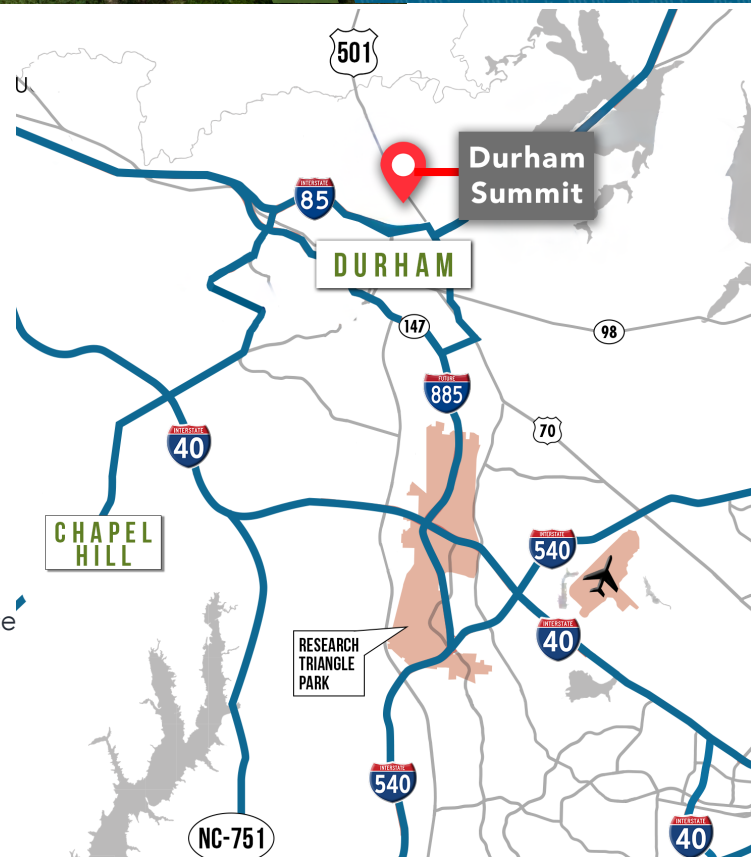 501
U
Durham
Summit
INTERSTATE
85
DURHAM
147
98
FUTURE
885
70
INTERSTATE
40
CHAPEL
HILL
INTERSTATE
540
e
INTERSTATE
40
RESEARCH
TRIANGLE
PARK
INTERSTATE
540
NC-751
INTERSTATE
40